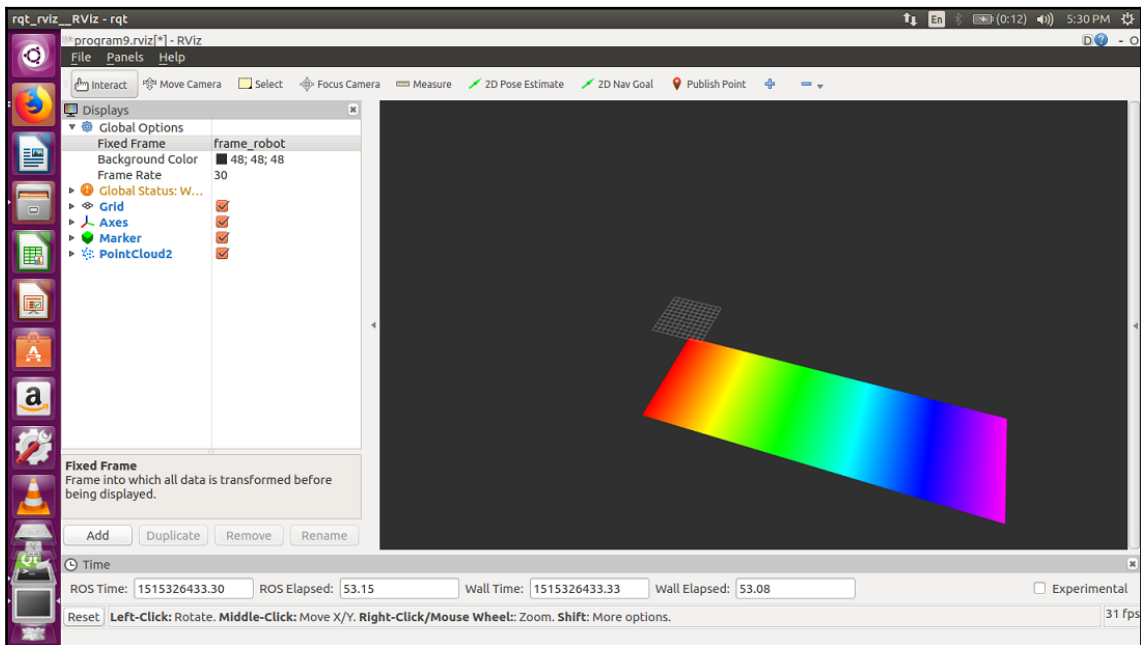 rqt_rviz__RViz - rqt
En (0:12) 5:30 PM
*program9.rviz[*] - RViz
D - O
File Panels Help
Interact Move Camera Select Focus Camera Measure 2D Pose Estimate 2D Nav Goal Publish Point
Displays
Global Options
Fixed Frame frame_robot
Background Color 48; 48; 48
Frame Rate 30
Global Status: W...
Grid
Axes
Marker
PointCloud2
Fixed Frame
Frame into which all data is transformed before
being displayed.
Add Duplicate Remove Rename
Time
ROS Time: 1515326433.30 ROS Elapsed: 53.15 Wall Time: 1515326433.33 Wall Elapsed: 53.08 Experimental
Reset Left-Click: Rotate. Middle-Click: Move X/Y. Right-Click/Mouse Wheel:: Zoom. Shift: More options. 31 fps